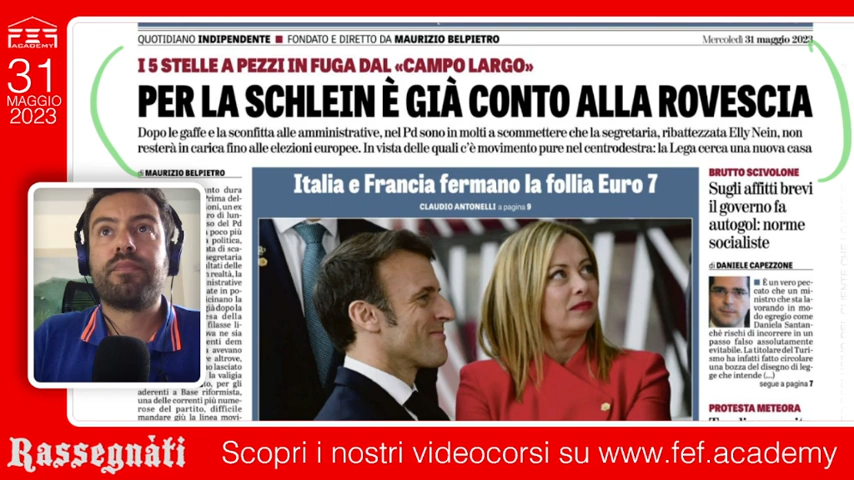 FEF
ACADEMY
31
MAGGIO
2023
QUOTIDIANO INDIPENDENTE ■ FONDATO E DIRETTO DA MAURIZIO BELPIETRO
Mercoledì 31 maggio 2023
I 5 STELLE A PEZZI IN FUGA DAL «CAMPO LARGO»
PER LA SCHLEIN È GIÀ CONTO ALLA ROVESCIA
Dopo le gaffe e la sconfitta alle amministrative, nel Pd sono in molti a scommettere che la segretaria, ribattezzata Elly Nein, non
resterà in carica fino alle elezioni europee. In vista delle quali c'è movimento pure nel centrodestra: la Lega cerca una nuova casa
di MAURIZIO BELPIETRO
aderenti a Base riformista,
una delle correnti più nume-
rose del partito, difficile
mandare giù la linea movi-
Italia e Francia fermano la follia Euro 7
CLAUDIO ANTONELLI a pagina 9
BRUTTO SCIVOLONE
Sugli affitti brevi
il governo fa
autogol: norme
socialiste
di DANIELE CAPEZZONE
■ È un vero pec-
cato che un mi-
nistro che sta la-
vorando in mo-
do egregio come
Daniela Santan-
chè rischi di incorrere in un
passo falso assolutamente
evitabile. La titolare del Turi-
smo ha infatti fatto circolare
una bozza del disegno di leg-
ge che intende (...)
segue a pagina 7
PROTESTA METEORA
Rassegnàti
Scopri i nostri videocorsi su www.fef.academy